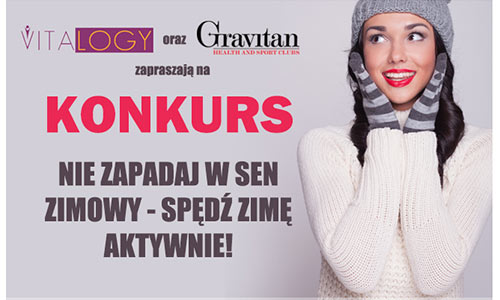 VITALOGY oraz Gravitan
HEALTH AND SPORT CLUBS
zapraszają na
KONKURS
NIE ZAPADAJ W SEN
ZIMOWY - SPĘDŹ ZIMĘ
AKTYWNIE!